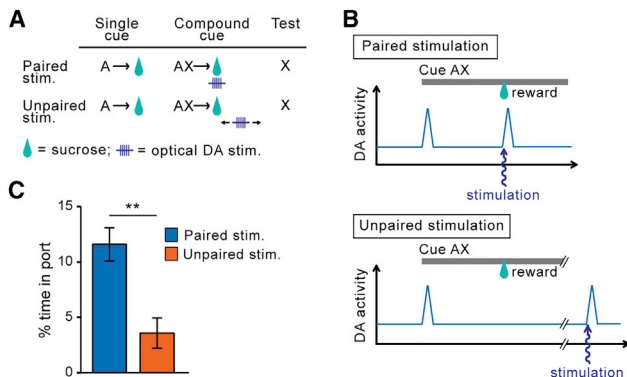 A
Single cue
Compound cue
Test
Paired stim.
A→
AX→
X
Unpaired stim.
A→
AX→
X
= sucrose; = optical DA stim.
B
Paired stimulation
Cue AX
reward
DA activity
stimulation
Unpaired stimulation
Cue AX
reward
DA activity
stimulation
C
15
10
5
0
% time in port
**
Paired stim.
Unpaired stim.